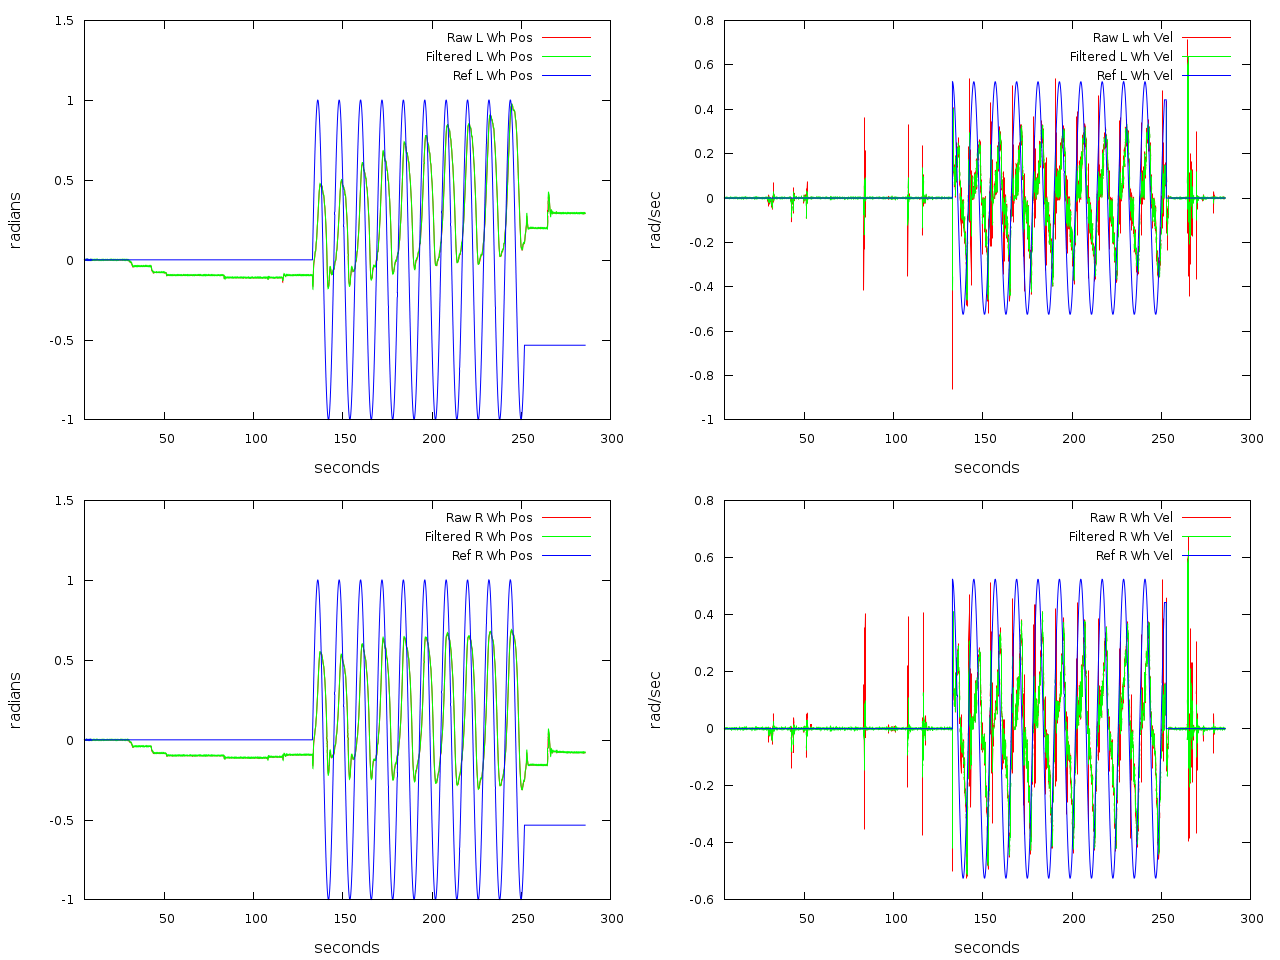 1.5
1
0.5
0
-0.5
-1
50 100 150 200 250 300
radians
seconds
Raw L Wh Pos
Filtered L Wh Pos
Ref L Wh Pos
0.8
0.6
0.4
0.2
0
-0.2
-0.4
-0.6
-0.8
-1
50 100 150 200 250 300
rad/sec
seconds
Raw L wh Vel
Filtered L Wh Vel
Ref L Wh Vel
1.5
1
0.5
0
-0.5
-1
50 100 150 200 250 300
radians
seconds
Raw R Wh Pos
Filtered R Wh Pos
Ref R Wh Pos
0.8
0.6
0.4
0.2
0
-0.2
-0.4
-0.6
50 100 150 200 250 300
rad/sec
seconds
Raw R Wh Vel
Filtered R Wh Vel
Ref R Wh Vel